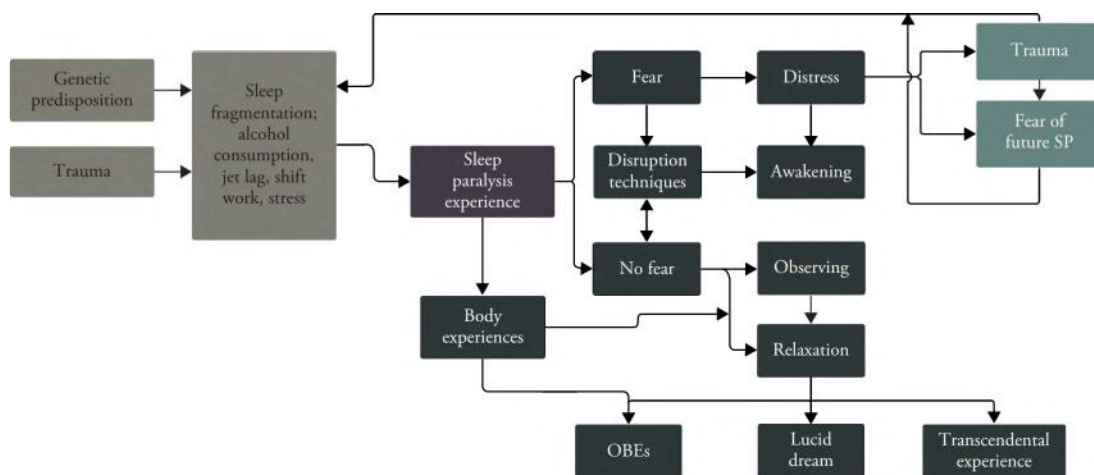 Genetic
predisposition
Trauma
Sleep
fragmentation;
alcohol
consumption,
jet lag, shift
work, stress
Sleep
paralysis
experience
Body
experiences
Fear
Disruption
techniques
No fear
Distress
Awakening
Observing
Relaxation
OBEs
Lucid
dream
Transcendental
experience
Trauma
Fear of
future SP